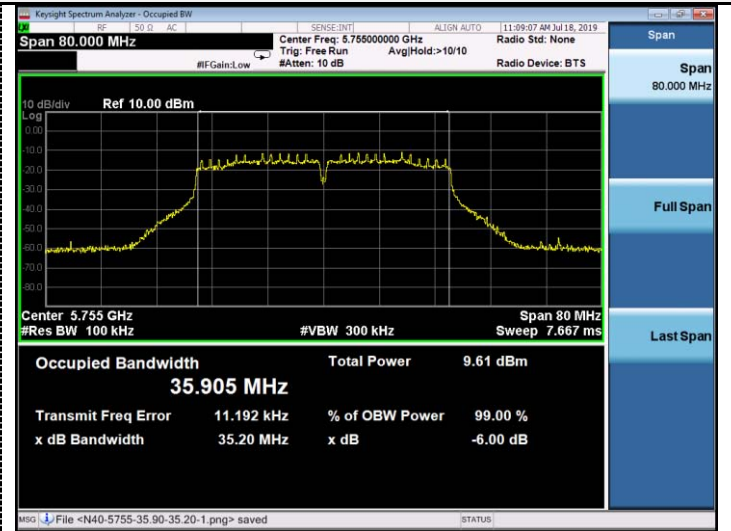 Keysight Spectrum Analyzer - Occupied BW
RF 50 Ω AC SENSE:INT ALIGN AUTO 11:09:07 AM Jul 18, 2019
Span 80.000 MHz
Center Freq: 5.755000000 GHz Radio Std: None
Trig: Free Run Avg|Hold:>10/10
#IFGain:Low #Atten: 10 dB Radio Device: BTS
Span
Span
80.000 MHz
Full Span
Last Span
10 dB/div Ref 10.00 dBm
Log
0.00
-10.0
-20.0
-30.0
-40.0
-50.0
-60.0
-70.0
-80.0
Center 5.755 GHz Span 80 MHz
#Res BW 100 kHz #VBW 300 kHz Sweep 7.667 ms
Occupied Bandwidth Total Power 9.61 dBm
35.905 MHz
Transmit Freq Error 11.192 kHz % of OBW Power 99.00 %
x dB Bandwidth 35.20 MHz x dB -6.00 dB
MSG File <N40-5755-35.90-35.20-1.png> saved STATUS